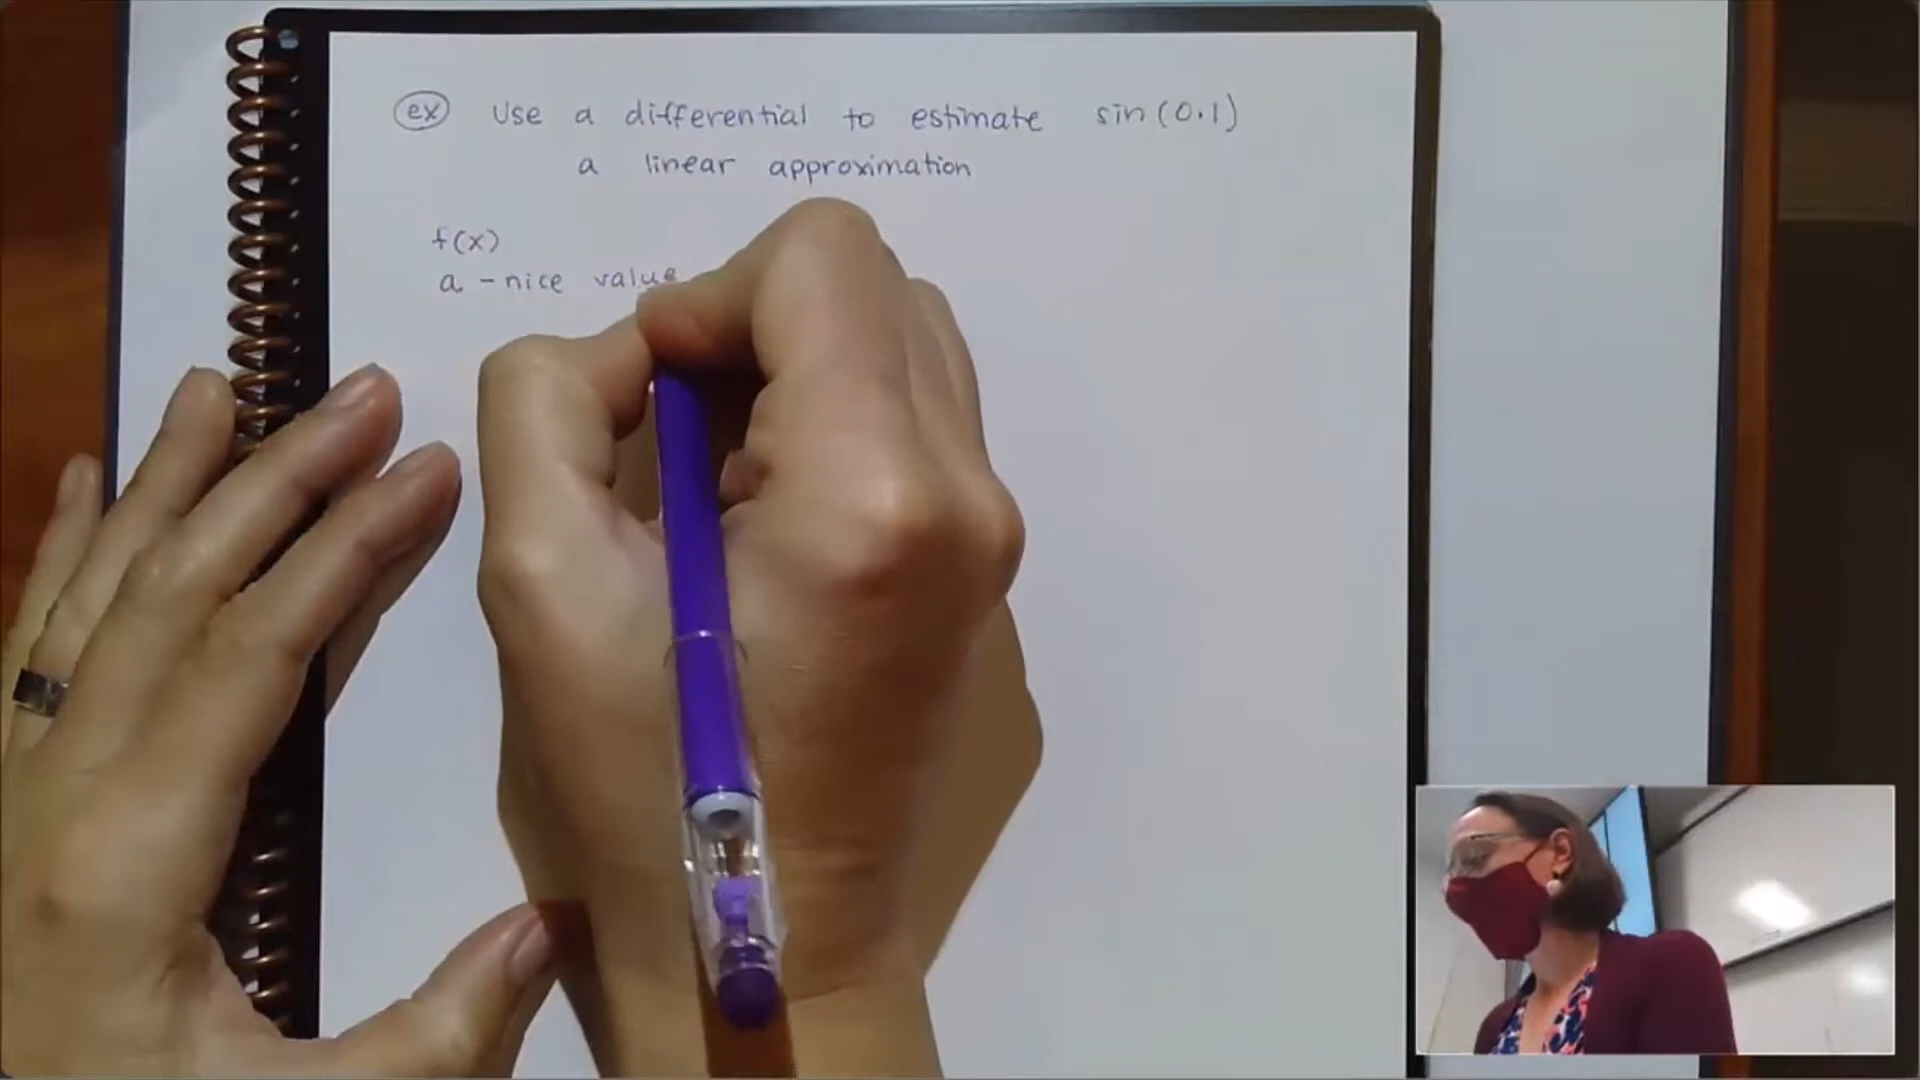 ex Use a differential to estimate sin(0.1)
a linear approximation
f(x)
a - nice value